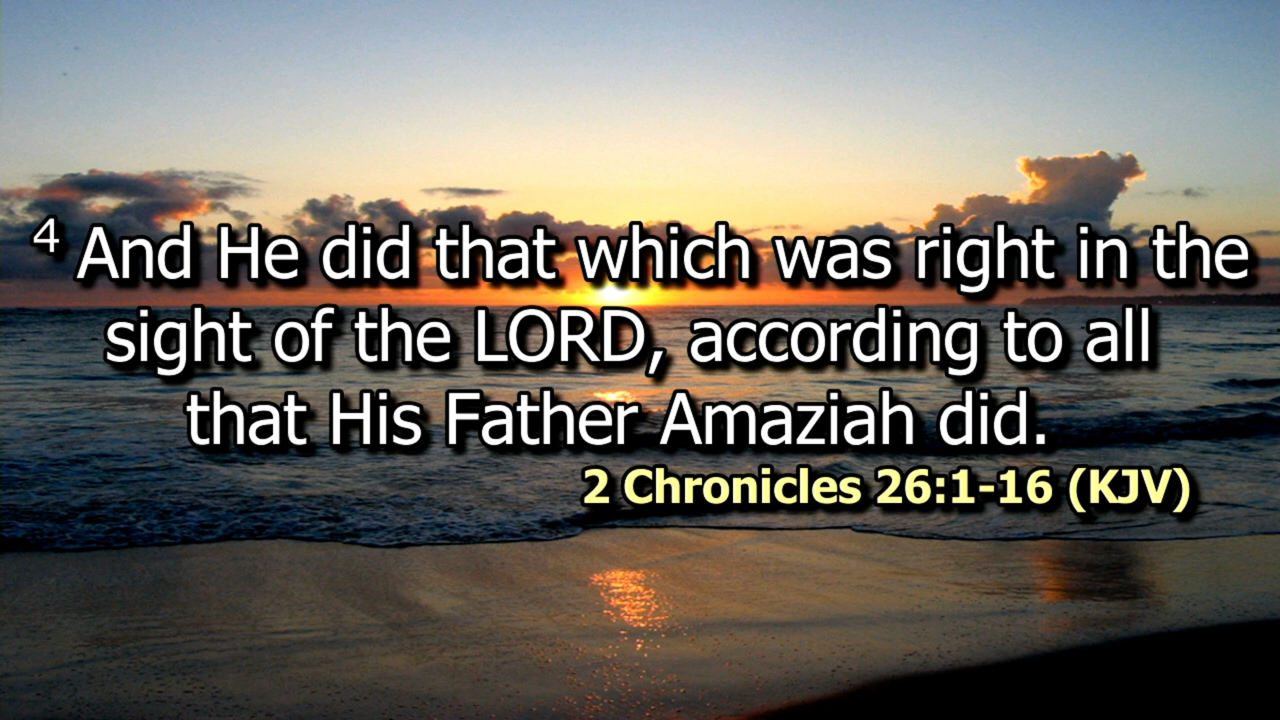 4 And He did that which was right in the
sight of the LORD, according to all
that His Father Amaziah did.
2 Chronicles 26:1-16 (KJV)